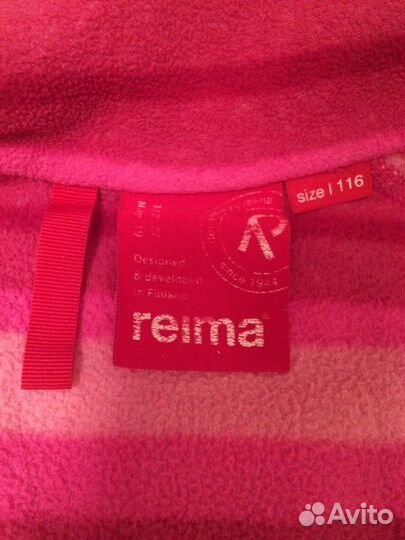 size | 116
since 1944
Designed
& developed
in Finland
reima
Avito